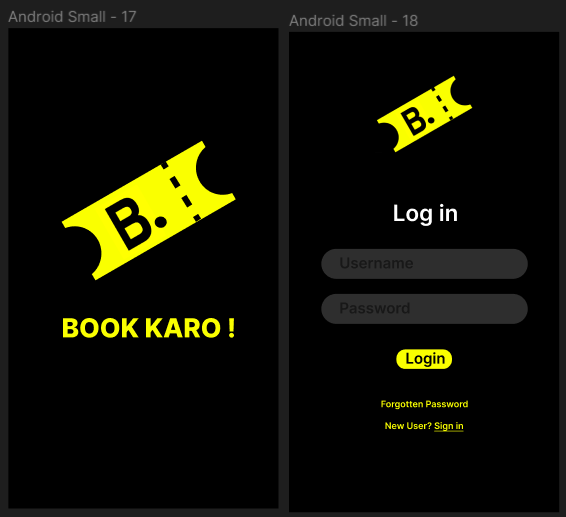 Android Small - 17
B.
BOOK KARO !
Android Small - 18
B.
Log in
Username
Password
Login
Forgotten Password
New User? Sign in